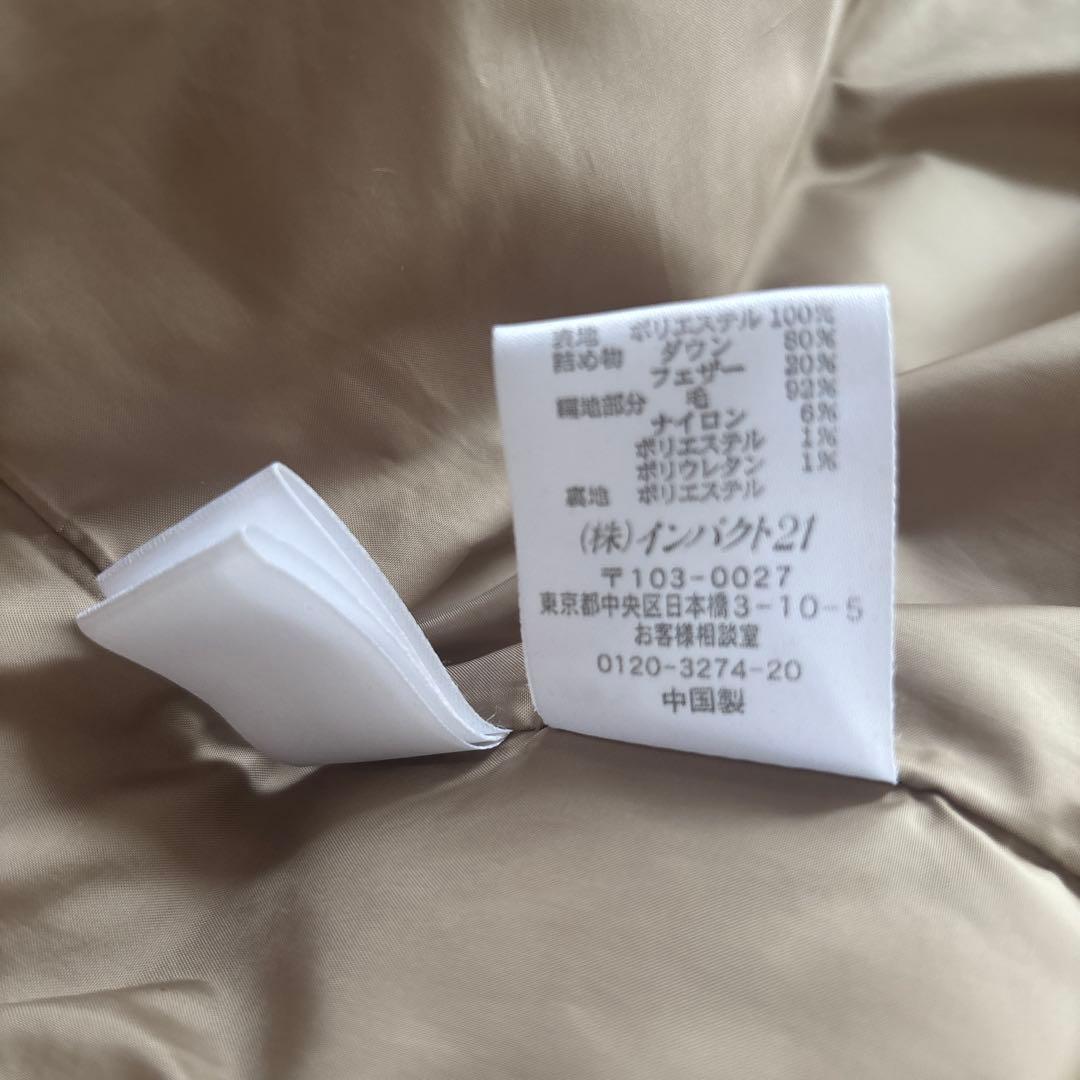 表地 ポリエステル 100%
詰め物 ダウン 80%
フェザー 20%
羅地部分 毛 92%
ナイロン 6%
ポリエステル 1%
ポリウレタン 1%
裏地 ポリエステル
(株)インパクト21
〒103-0027
東京都中央区日本橋3-10-5
お客様相談室
0120-3274-20
中国製